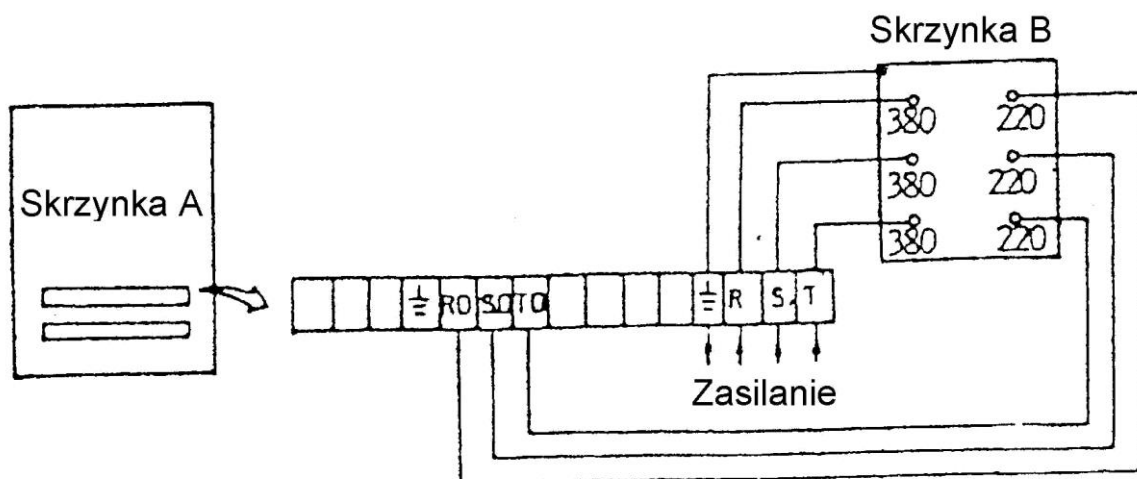 Skrzynka B
380 220
Skrzynka A
380 220
380 220
⏚ RO SO TO ⏚ R S T
Zasilanie